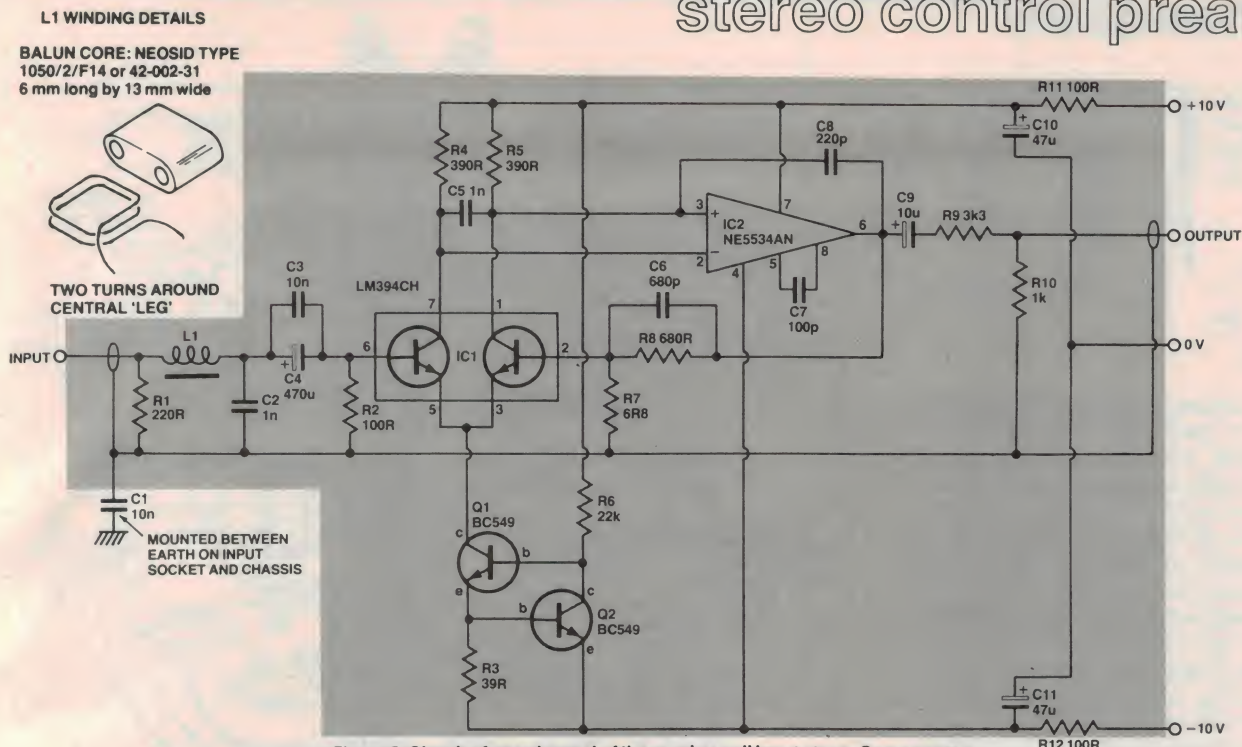 stereo control prea
L1 WINDING DETAILS
BALUN CORE: NEOSID TYPE
1050/2/F14 or 42-002-31
6 mm long by 13 mm wide
TWO TURNS AROUND
CENTRAL 'LEG'
INPUT
L1
R1
220R
C2
1n
C3
10n
+
C4
470u
R2
100R
C1
10n
MOUNTED BETWEEN
EARTH ON INPUT
SOCKET AND CHASSIS
LM394CH
IC1
7
1
6
2
5
3
R4
390R
R5
390R
C5 1n
Q1
BC549
c
b
e
Q2
BC549
b
c
e
R3
39R
R6
22k
R7
6R8
R8 680R
C6
680p
C7
100p
C8
220p
IC2
NE5534AN
3
+
2
−
7
4
5
8
6
C9
+
10u
R9 3k3
R10
1k
R11 100R
+10 V
+
C10
47u
OUTPUT
0 V
+
C11
47u
−10 V
R12 100R